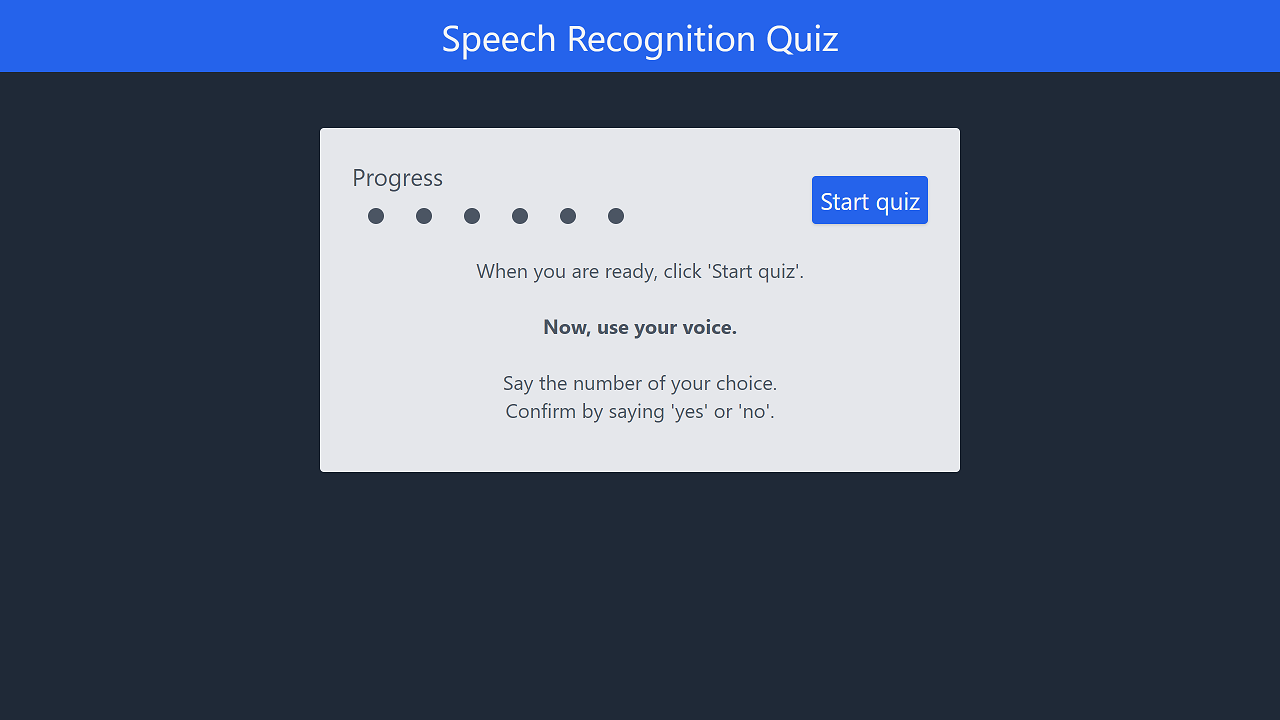 Speech Recognition Quiz
Progress
Start quiz
When you are ready, click 'Start quiz'.
Now, use your voice.
Say the number of your choice.
Confirm by saying 'yes' or 'no'.